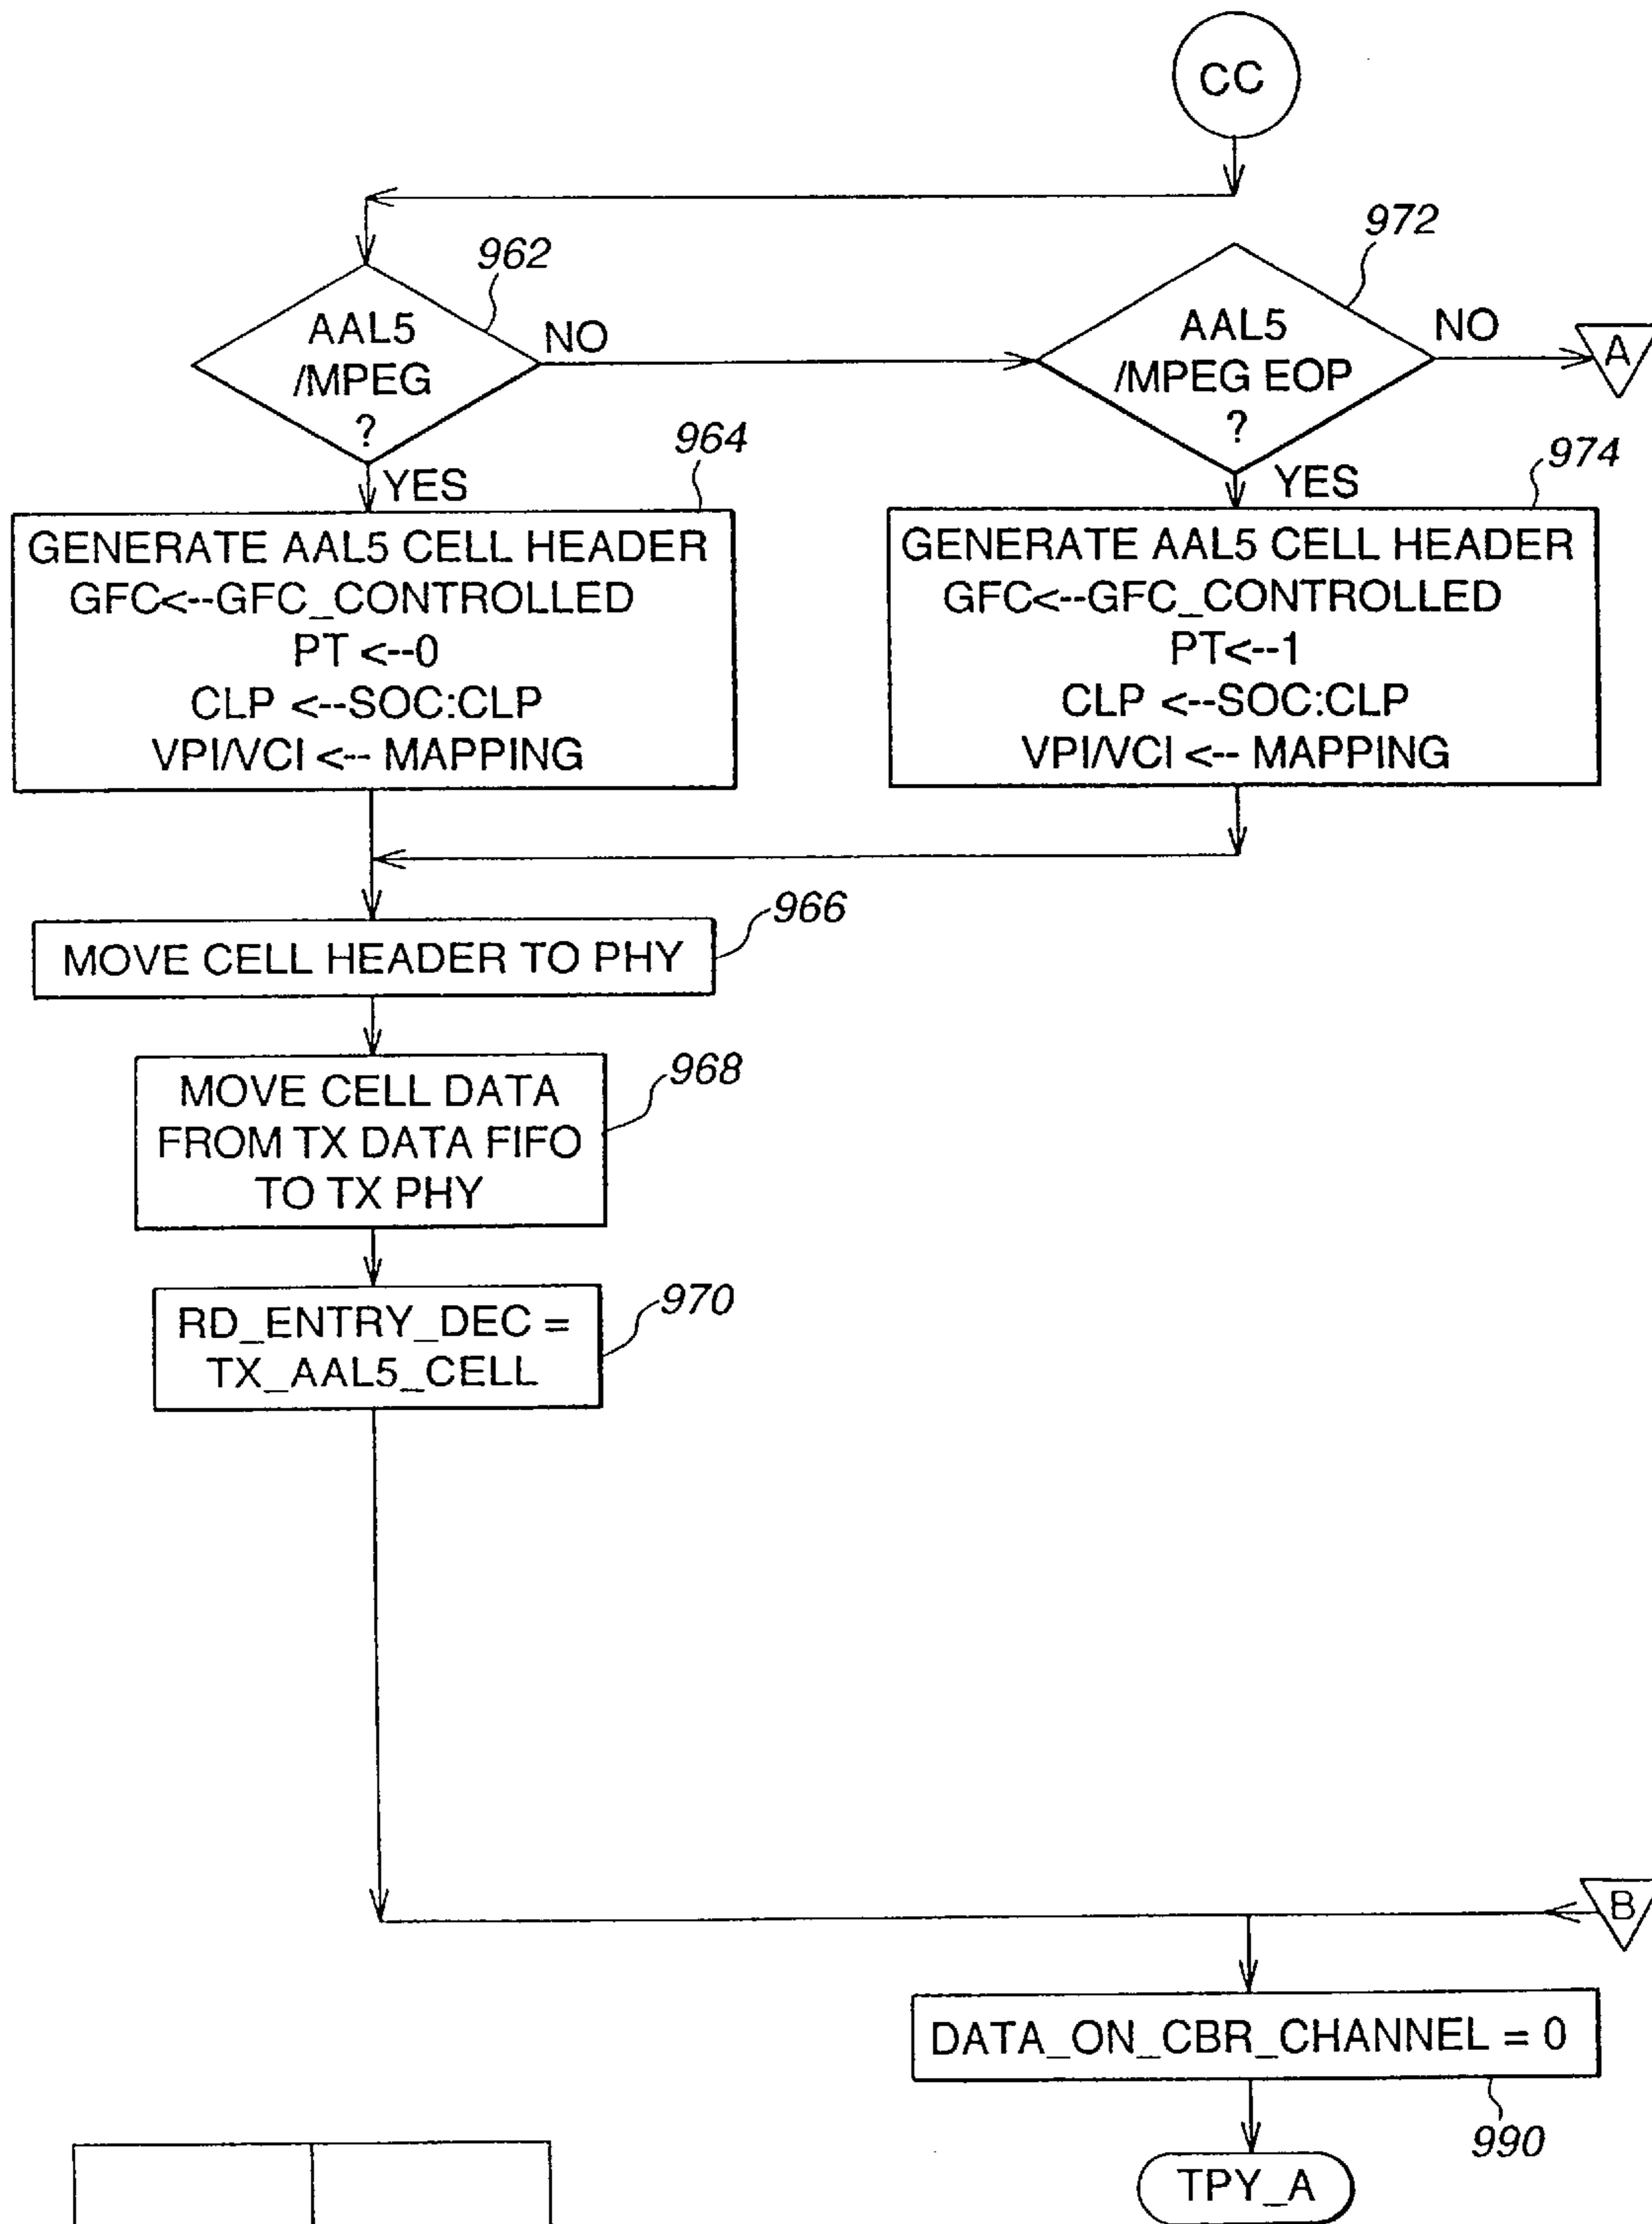 CC
962
AAL5
/MPEG
?
NO
YES
972
AAL5
/MPEG EOP
?
NO
A
YES
964
GENERATE AAL5 CELL HEADER
GFC<--GFC_CONTROLLED
PT <--0
CLP <--SOC:CLP
VPI/VCI <-- MAPPING
974
GENERATE AAL5 CELL HEADER
GFC<--GFC_CONTROLLED
PT<--1
CLP <--SOC:CLP
VPI/VCI <-- MAPPING
966
MOVE CELL HEADER TO PHY
968
MOVE CELL DATA
FROM TX DATA FIFO
TO TX PHY
970
RD_ENTRY_DEC =
TX_AAL5_CELL
B
DATA_ON_CBR_CHANNEL = 0
990
TPY_A